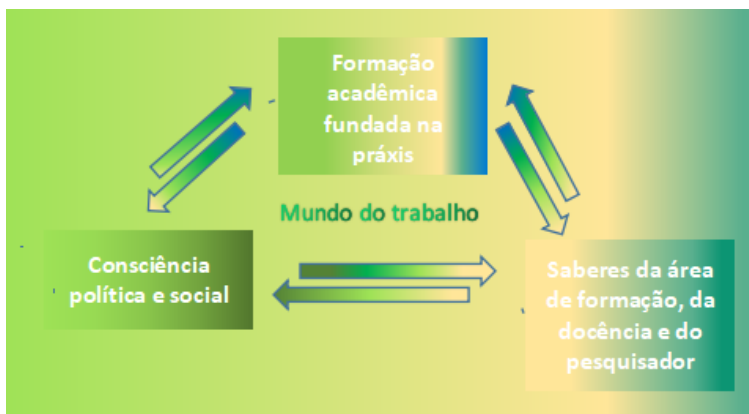 Formação
acadêmica
fundada na
práxis
Mundo do trabalho
Consciência
política e social
Saberes da área
de formação, da
docência e do
pesquisador